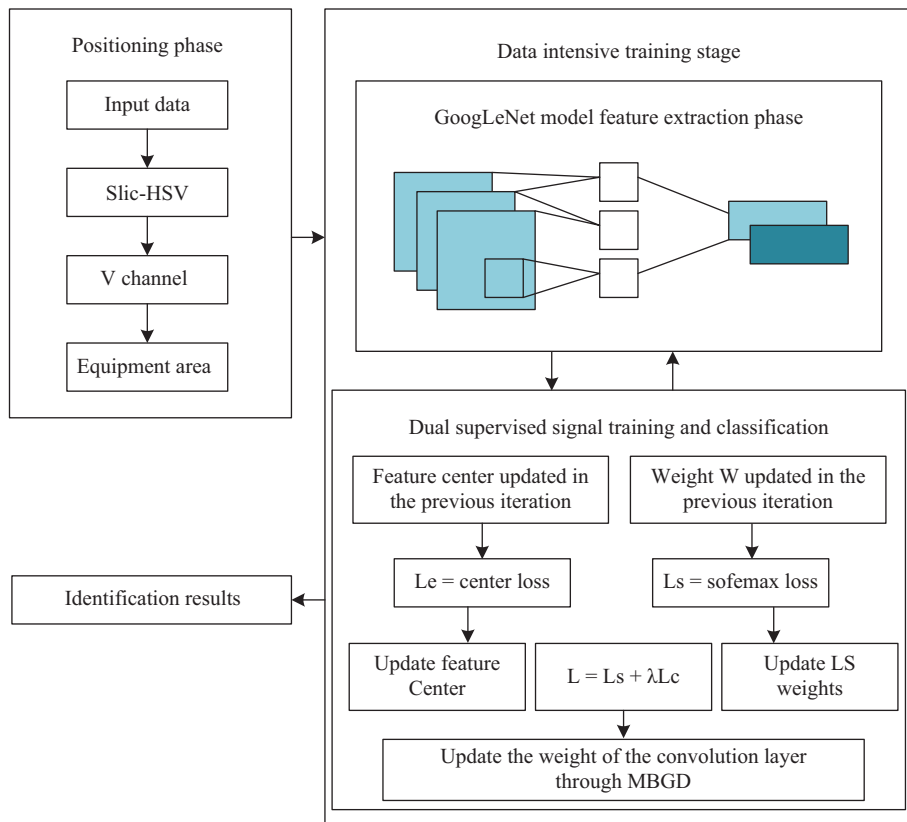 Positioning phase
Input data
Slic-HSV
V channel
Equipment area
Data intensive training stage
GoogLeNet model feature extraction phase
Dual supervised signal training and classification
Feature center updated in
the previous iteration
Weight W updated in the
previous iteration
Le = center loss
Ls = sofemax loss
Update feature
Center
L = Ls + λLc
Update LS
weights
Update the weight of the convolution layer
through MBGD
Identification results